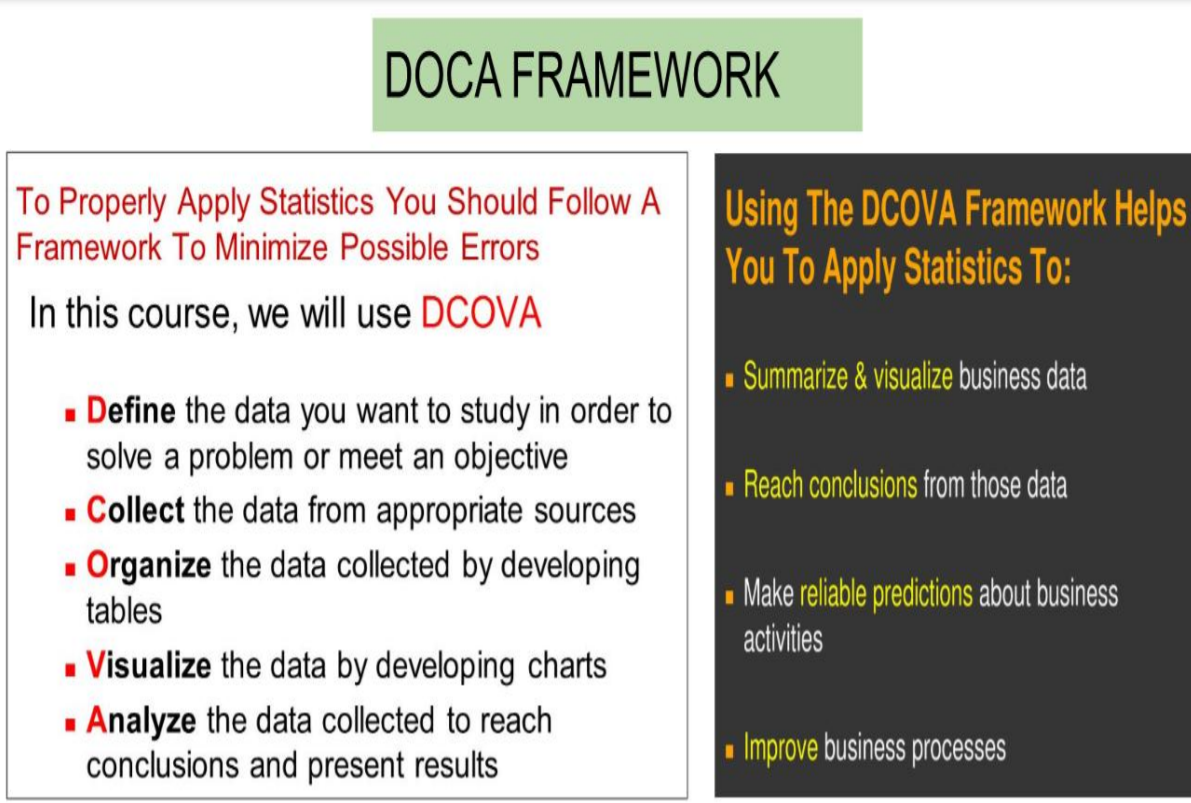 DOCA FRAMEWORK
To Properly Apply Statistics You Should Follow A
Framework To Minimize Possible Errors
In this course, we will use DCOVA
▪ Define the data you want to study in order to
solve a problem or meet an objective
▪ Collect the data from appropriate sources
▪ Organize the data collected by developing
tables
▪ Visualize the data by developing charts
▪ Analyze the data collected to reach
conclusions and present results
Using The DCOVA Framework Helps
You To Apply Statistics To:
▪ Summarize & visualize business data
▪ Reach conclusions from those data
▪ Make reliable predictions about business
activities
▪ Improve business processes